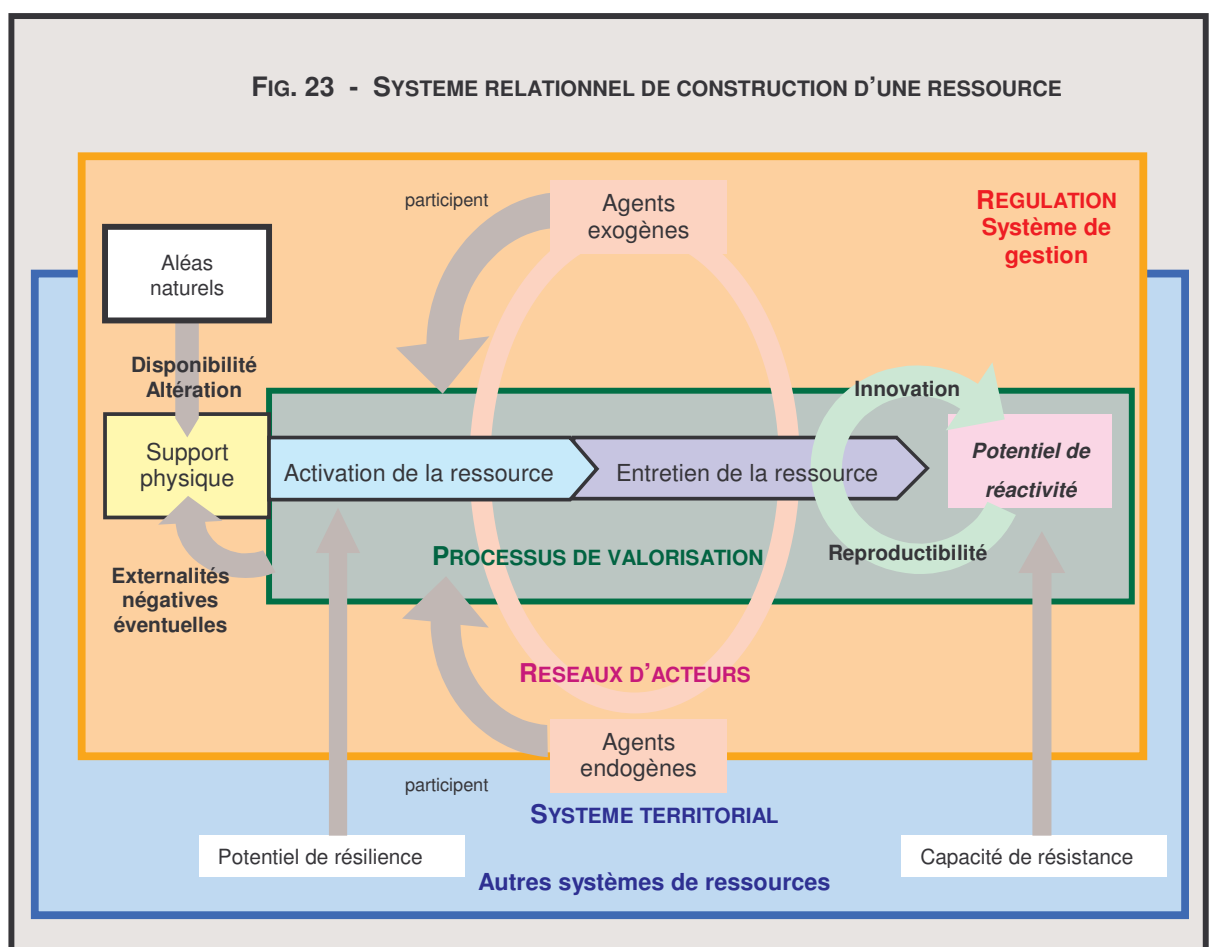 FIG. 23 - SYSTEME RELATIONNEL DE CONSTRUCTION D'UNE RESSOURCE
participent
Agents
exogènes
REGULATION
Système de
gestion
Aléas
naturels
Disponibilité
Altération
Innovation
Support
physique
Activation de la ressource
Entretien de la ressource
Potentiel de
réactivité
PROCESSUS DE VALORISATION
Reproductibilité
Externalités
négatives
éventuelles
RESEAUX D'ACTEURS
Agents
endogènes
participent
SYSTEME TERRITORIAL
Potentiel de résilience
Capacité de résistance
Autres systèmes de ressources